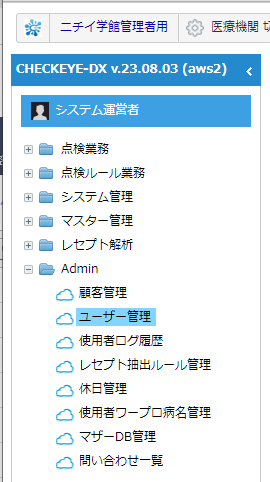 ニチイ学館管理者用
医療機関 切
CHECKEYE-DX v.23.08.03 (aws2)
システム運営者
点検業務
点検ルール業務
システム管理
マスター管理
レセプト解析
Admin
顧客管理
ユーザー管理
使用者ログ履歴
レセプト抽出ルール管理
休日管理
使用者ワープロ病名管理
マザーDB管理
問い合わせ一覧